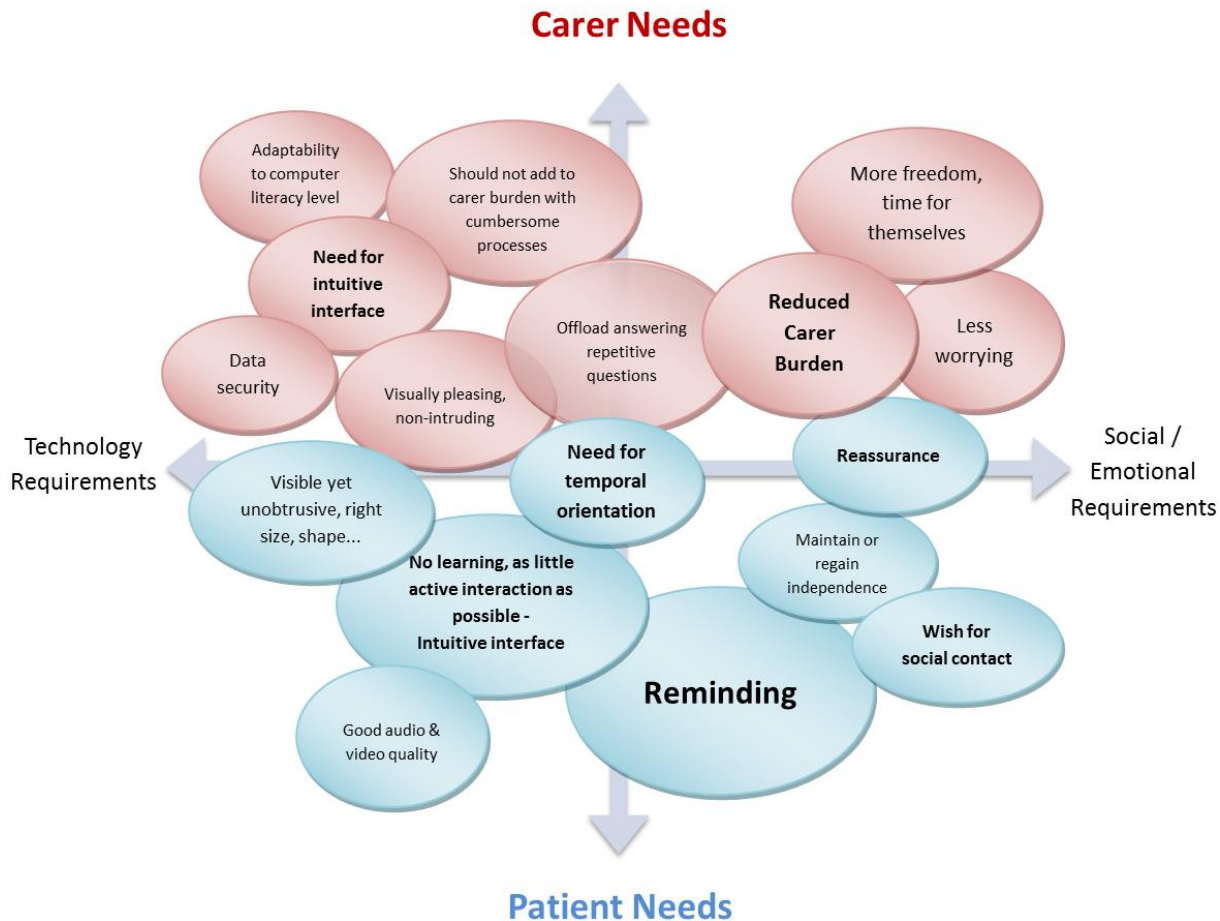 Carer Needs
Adaptability
to computer
literacy level
Should not add to
carer burden with
cumbersome
processes
More freedom,
time for
themselves
Need for
intuitive
interface
Offload answering
repetitive
questions
Reduced
Carer
Burden
Less
worrying
Data
security
Visually pleasing,
non-intruding
Technology
Requirements
Social /
Emotional
Requirements
Need for
temporal
orientation
Reassurance
Visible yet
unobtrusive, right
size, shape...
No learning, as little
active interaction as
possible -
Intuitive interface
Maintain or
regain
independence
Wish for
social contact
Reminding
Good audio &
video quality
Patient Needs